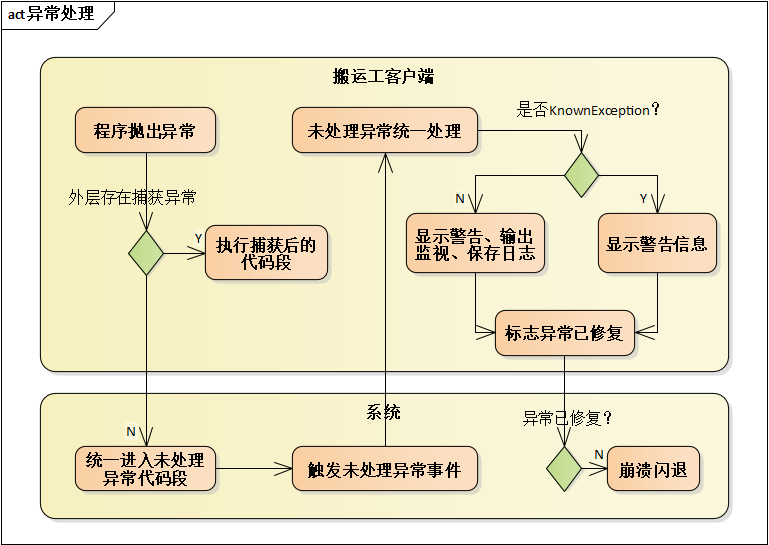 act 异常处理
搬运工客户端
程序抛出异常
未处理异常统一处理
是否KnownException？
外层存在捕获异常
Y
执行捕获后的
代码段
N
Y
显示警告、输出
监视、保存日志
显示警告信息
标志异常已修复
系统
N
异常已修复？
统一进入未处理
异常代码段
触发未处理异常事件
N
崩溃闪退